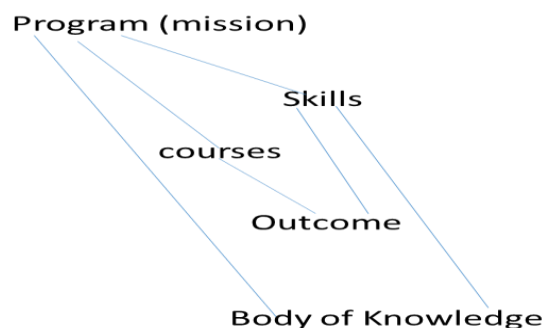 Program (mission)
Skills
courses
Outcome
Body of Knowledge